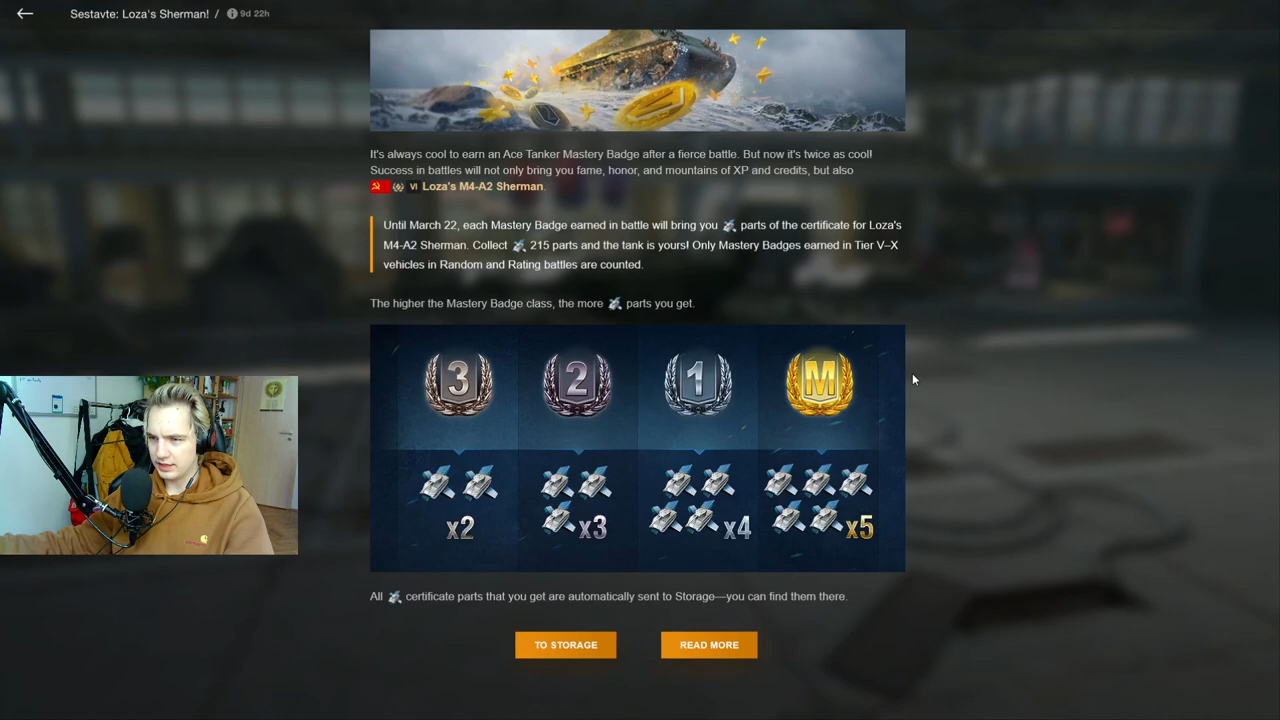 Sestavte: Loza's Sherman! / 9d 22h
It's always cool to earn an Ace Tanker Mastery Badge after a fierce battle. But now it's twice as cool!
Success in battles will not only bring you fame, honor, and mountains of XP and credits, but also
VI Loza's M4-A2 Sherman.
Until March 22, each Mastery Badge earned in battle will bring you parts of the certificate for Loza's
M4-A2 Sherman. Collect 215 parts and the tank is yours! Only Mastery Badges earned in Tier V–X
vehicles in Random and Rating battles are counted.
The higher the Mastery Badge class, the more parts you get.
3 2 1 M
x2 x3 x4 x5
All certificate parts that you get are automatically sent to Storage—you can find them there.
TO STORAGE READ MORE